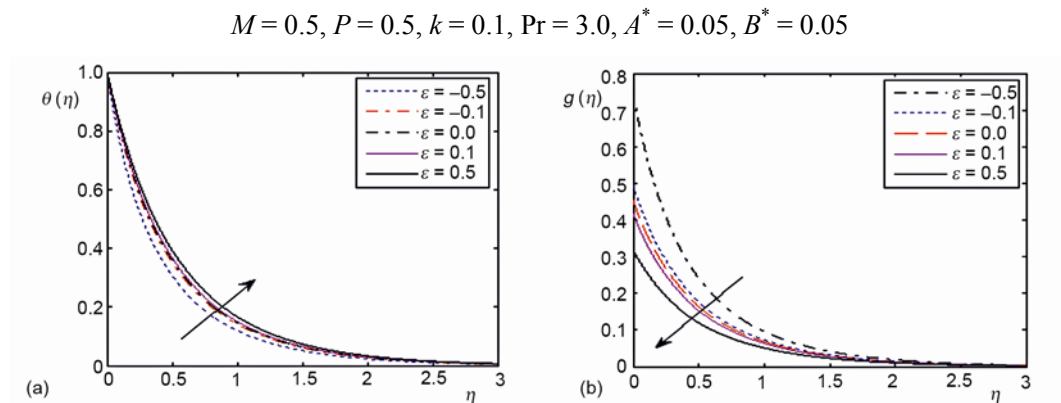 M = 0.5, P = 0.5, k = 0.1, Pr = 3.0, A* = 0.05, B* = 0.05
θ (η)
1.0
0.8
0.6
0.4
0.2
0
0 0.5 1 1.5 2 2.5 3
η
ε = –0.5
ε = –0.1
ε = 0.0
ε = 0.1
ε = 0.5
(a)
g (η)
0.8
0.7
0.6
0.5
0.4
0.3
0.2
0.1
0
0 0.5 1 1.5 2 2.5 3
η
ε = –0.5
ε = –0.1
ε = 0.0
ε = 0.1
ε = 0.5
(b)